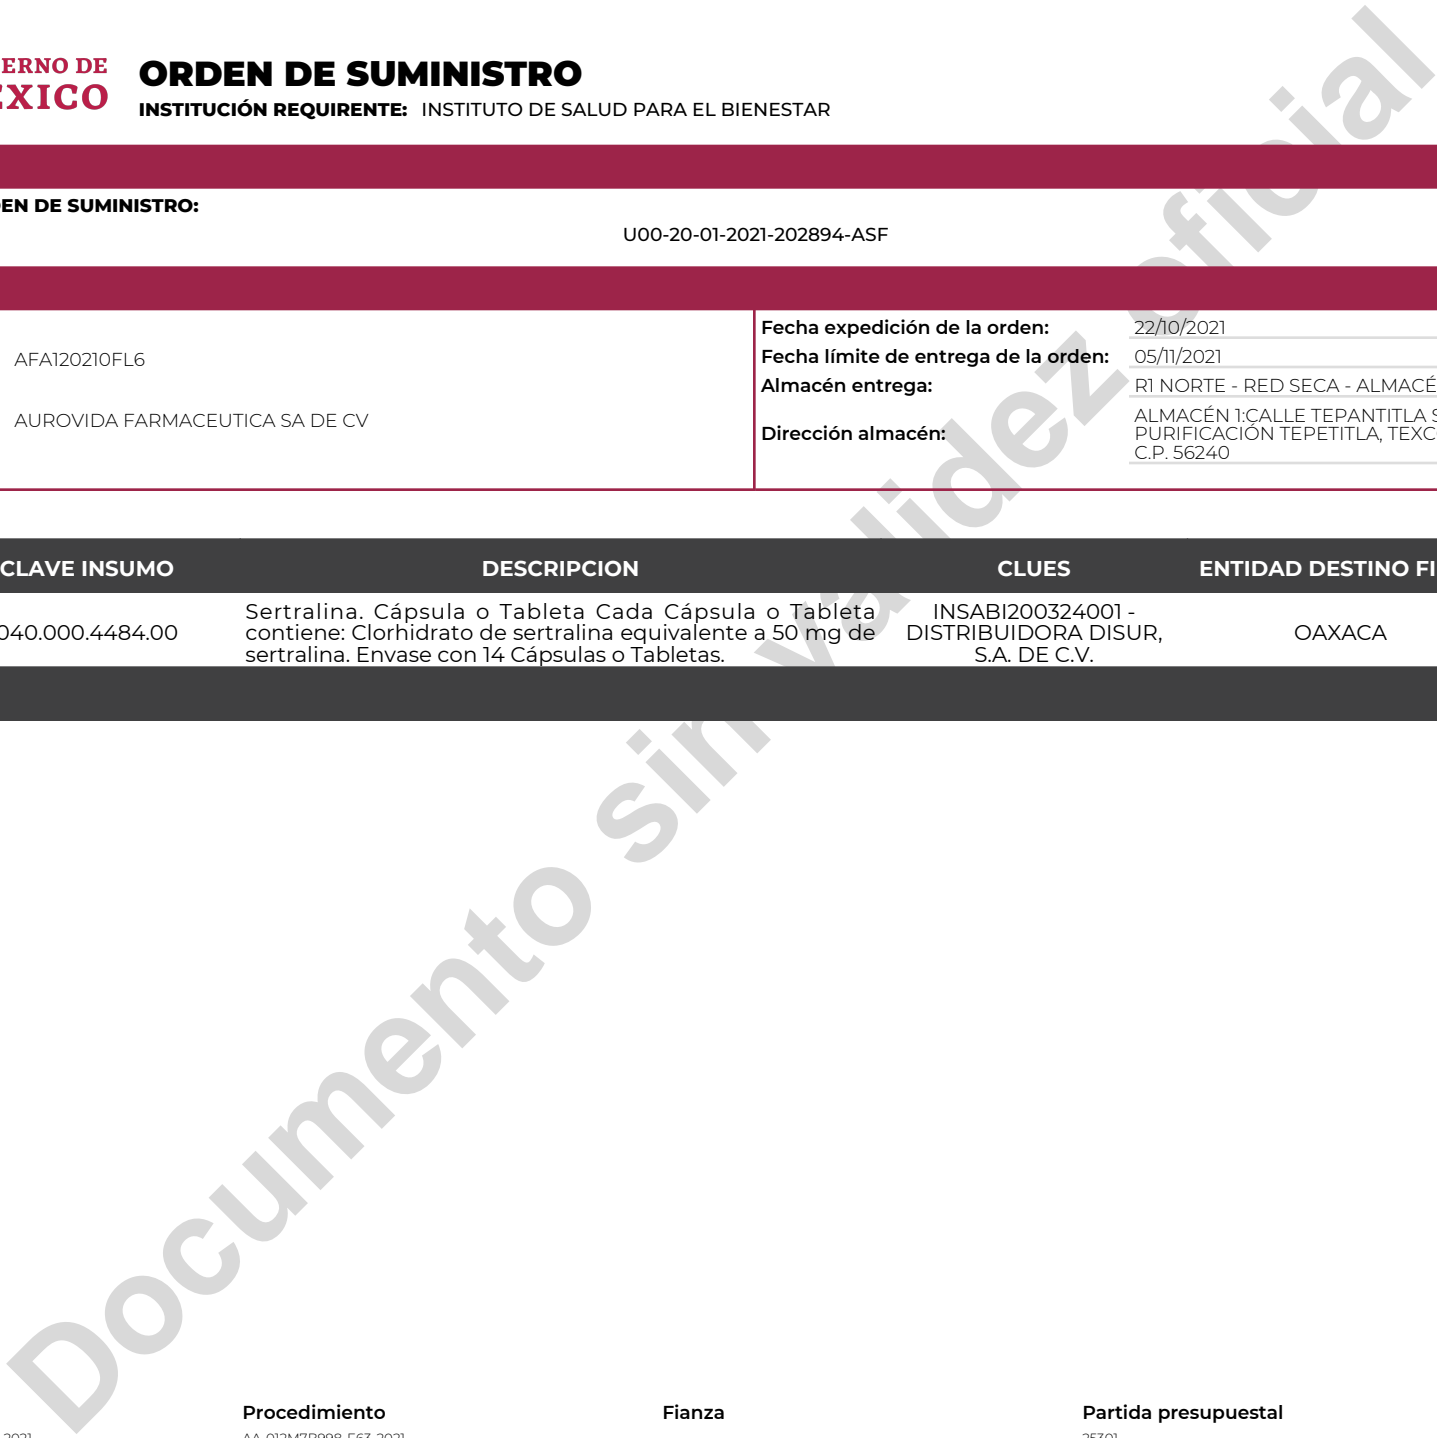 ERNO DE
EXICO
ORDEN DE SUMINISTRO
INSTITUCIÓN REQUIRENTE: INSTITUTO DE SALUD PARA EL BIENESTAR
EN DE SUMINISTRO:
U00-20-01-2021-202894-ASF
AFA120210FL6
AUROVIDA FARMACEUTICA SA DE CV
Fecha expedición de la orden: 22/10/2021
Fecha límite de entrega de la orden: 05/11/2021
Almacén entrega: R1 NORTE - RED SECA - ALMACÉ
Dirección almacén:
ALMACÉN 1:CALLE TEPANTITLA S
PURIFICACIÓN TEPETITLA, TEXC
C.P. 56240
CLAVE INSUMO DESCRIPCION CLUES ENTIDAD DESTINO FI
040.000.4484.00
Sertralina. Cápsula o Tableta Cada Cápsula o Tableta
contiene: Clorhidrato de sertralina equivalente a 50 mg de
sertralina. Envase con 14 Cápsulas o Tabletas.
INSABI200324001 -
DISTRIBUIDORA DISUR,
S.A. DE C.V.
OAXACA
Documento sin validez oficial
Procedimiento Fianza Partida presupuestal